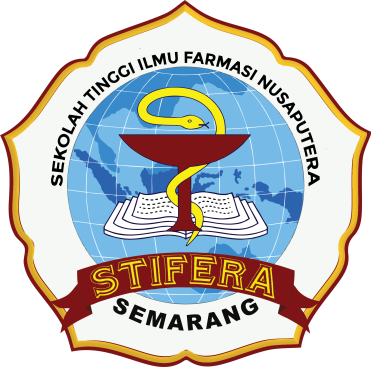 SEKOLAH TINGGI ILMU FARMASI NUSAPUTERA
STIFERA
SEMARANG